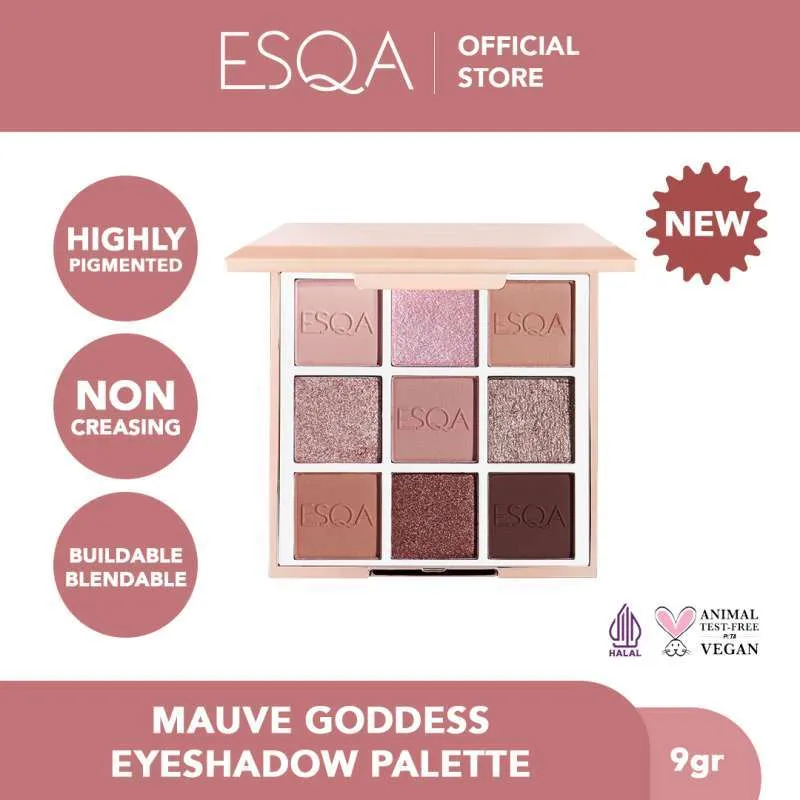 ESQA
OFFICIAL
STORE
HIGHLY
PIGMENTED
NEW
ESQA
ESQA
NON
CREASING
ESQA
BUILDABLE
BLENDABLE
ESQA
ESQA
HALAL
ANIMAL
TEST-FREE
PETA
VEGAN
MAUVE GODDESS
EYESHADOW PALETTE
9gr